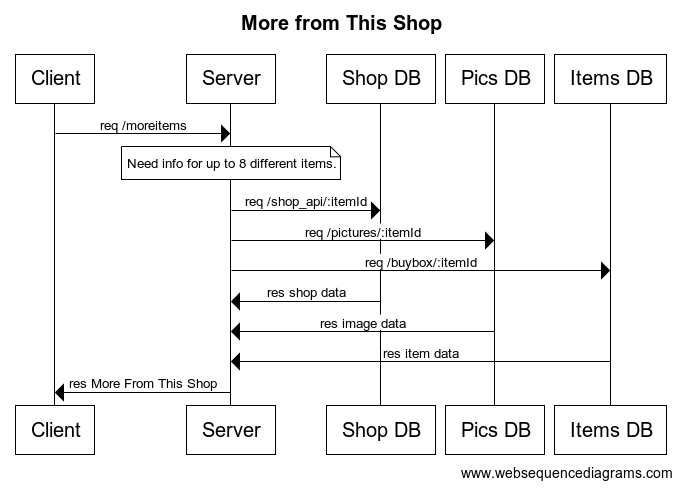 More from This Shop
Client Server Shop DB Pics DB Items DB
req /moreitems
Need info for up to 8 different items.
req /shop_api/:itemId
req /pictures/:itemId
req /buybox/:itemId
res shop data
res image data
res item data
res More From This Shop
Client Server Shop DB Pics DB Items DB
www.websequencediagrams.com